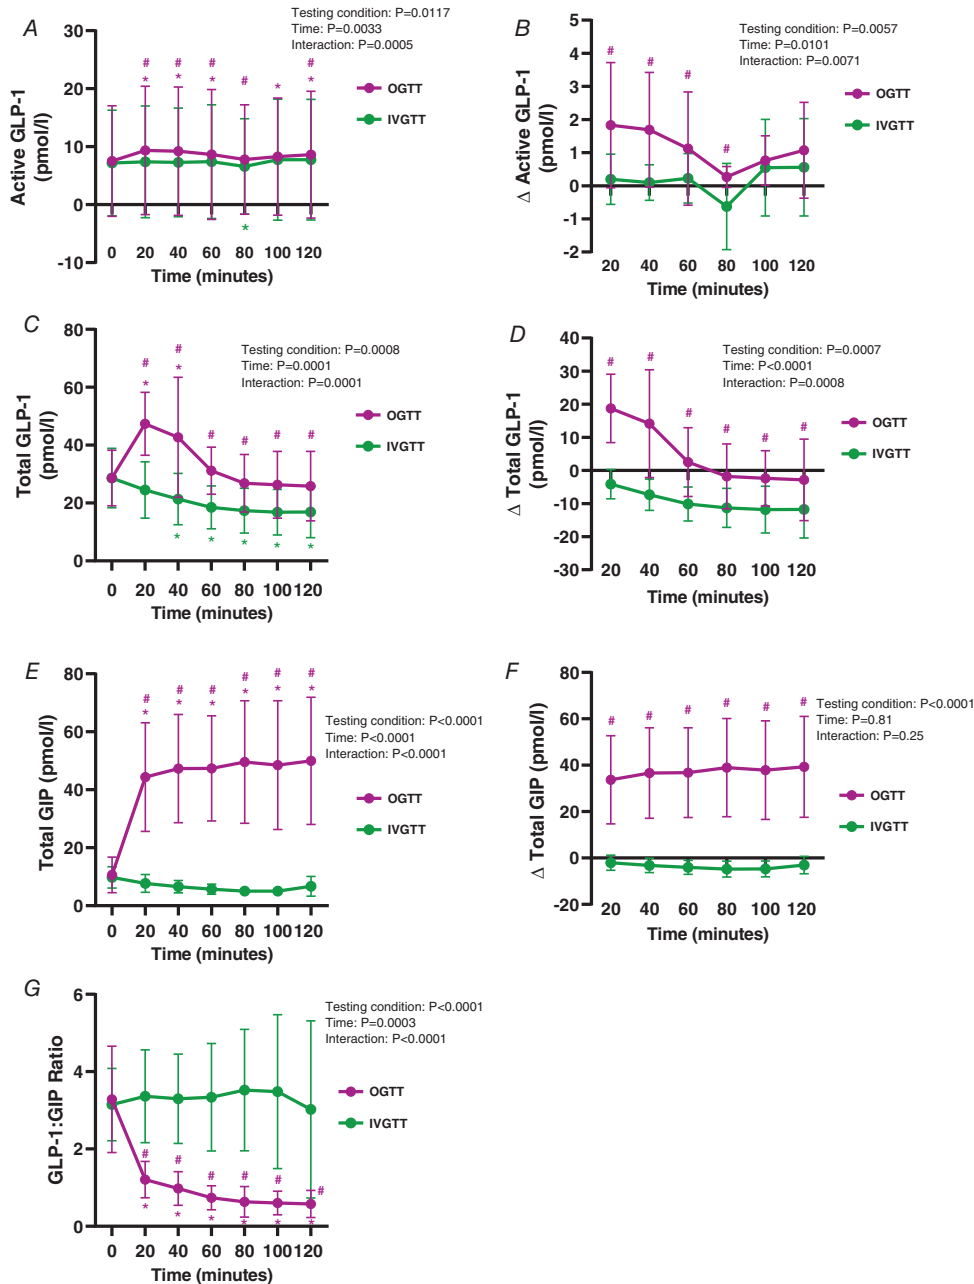 A
Testing condition: P=0.0117
Time: P=0.0033
Interaction: P=0.0005
30
20
10
0
-10
Active GLP-1
(pmol/l)
# # # # #
* * * * *
*
OGTT
IVGTT
0 20 40 60 80 100 120
Time (minutes)
B
Testing condition: P=0.0057
Time: P=0.0101
Interaction: P=0.0071
5
4
3
2
1
0
-1
-2
Δ Active GLP-1
(pmol/l)
# # # #
OGTT
IVGTT
20 40 60 80 100 120
Time (minutes)
C
Testing condition: P=0.0008
Time: P=0.0001
Interaction: P=0.0001
80
60
40
20
0
Total GLP-1
(pmol/l)
# # # # # #
* *
* * * * *
OGTT
IVGTT
0 20 40 60 80 100 120
Time (minutes)
D
Testing condition: P=0.0007
Time: P<0.0001
Interaction: P=0.0008
40
30
20
10
0
-10
-20
-30
Δ Total GLP-1
(pmol/l)
# # # # # #
OGTT
IVGTT
20 40 60 80 100 120
Time (minutes)
E
Testing condition: P<0.0001
Time: P<0.0001
Interaction: P<0.0001
80
60
40
20
0
Total GIP (pmol/l)
# # # # # #
* * * * * *
OGTT
IVGTT
0 20 40 60 80 100 120
Time (minutes)
F
Testing condition: P<0.0001
Time: P=0.81
Interaction: P=0.25
80
60
40
20
0
-20
Δ Total GIP (pmol/l)
# # # # # #
OGTT
IVGTT
20 40 60 80 100 120
Time (minutes)
G
Testing condition: P<0.0001
Time: P=0.0003
Interaction: P<0.0001
6
4
2
0
GLP-1:GIP Ratio
# # # # # #
* * * * * *
OGTT
IVGTT
0 20 40 60 80 100 120
Time (minutes)